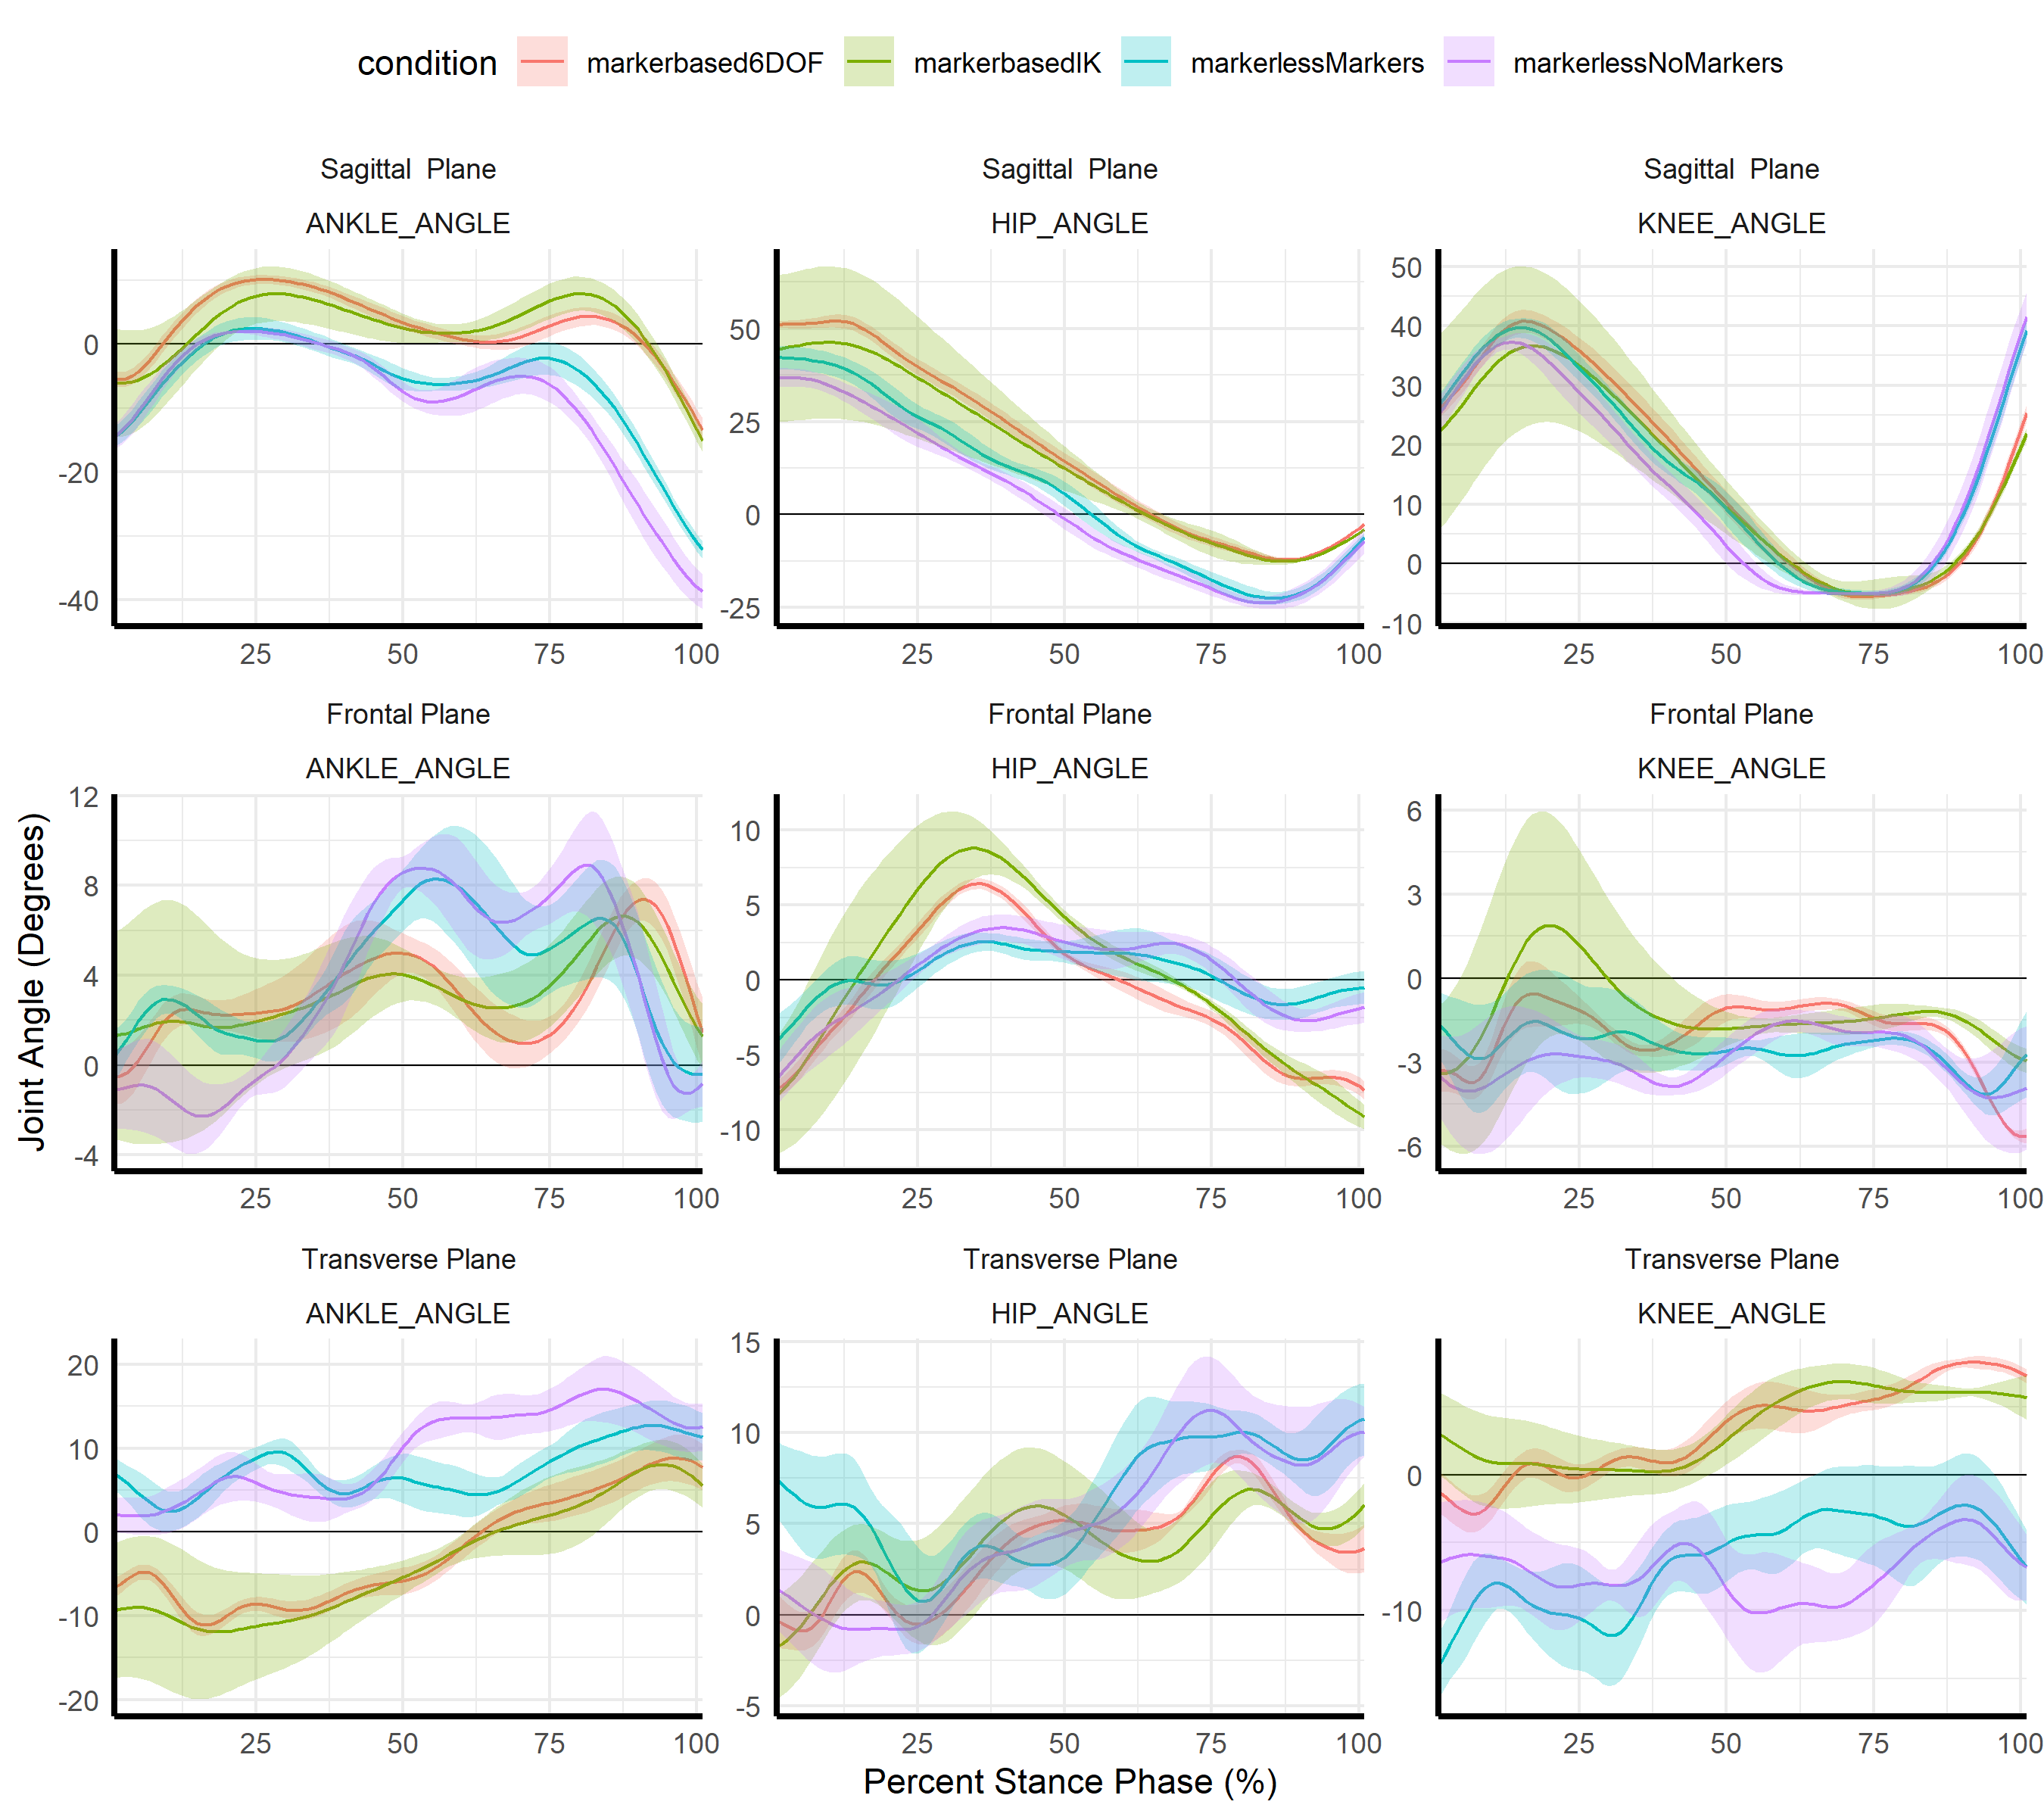 condition markerbased6DOF markerbasedIK markerlessMarkers markerlessNoMarkers
Sagittal  Plane Sagittal  Plane Sagittal  Plane
ANKLE_ANGLE HIP_ANGLE KNEE_ANGLE
0
-20
-40
25 50 75 100
50
25
0
-25
25 50 75 100
50
40
30
20
10
0
-10
25 50 75 100
Frontal Plane Frontal Plane Frontal Plane
ANKLE_ANGLE HIP_ANGLE KNEE_ANGLE
Joint Angle (Degrees)
12
8
4
0
-4
25 50 75 100
10
5
0
-5
-10
25 50 75 100
6
3
0
-3
-6
25 50 75 100
Transverse Plane Transverse Plane Transverse Plane
ANKLE_ANGLE HIP_ANGLE KNEE_ANGLE
20
10
0
-10
-20
25 50 75 100
15
10
5
0
-5
25 50 75 100
0
-10
25 50 75 100
Percent Stance Phase (%)